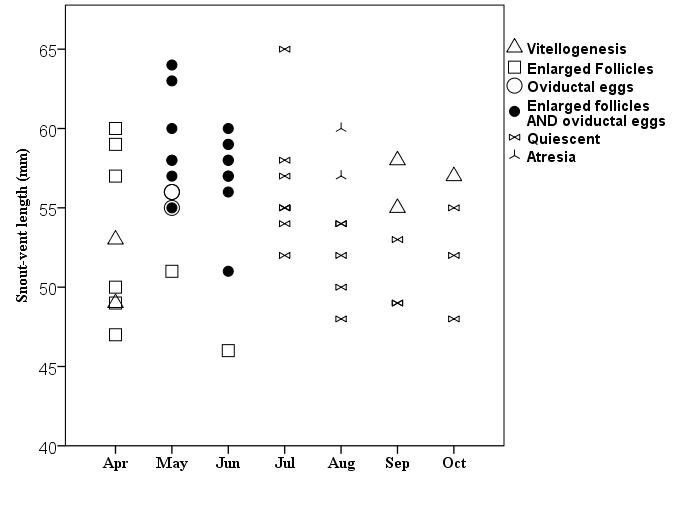 65
60
55
50
45
40
Snout-vent length (mm)
Apr May Jun Jul Aug Sep Oct
Vitellogenesis
Enlarged Follicles
Oviductal eggs
Enlarged follicles
AND oviductal eggs
Quiescent
Atresia